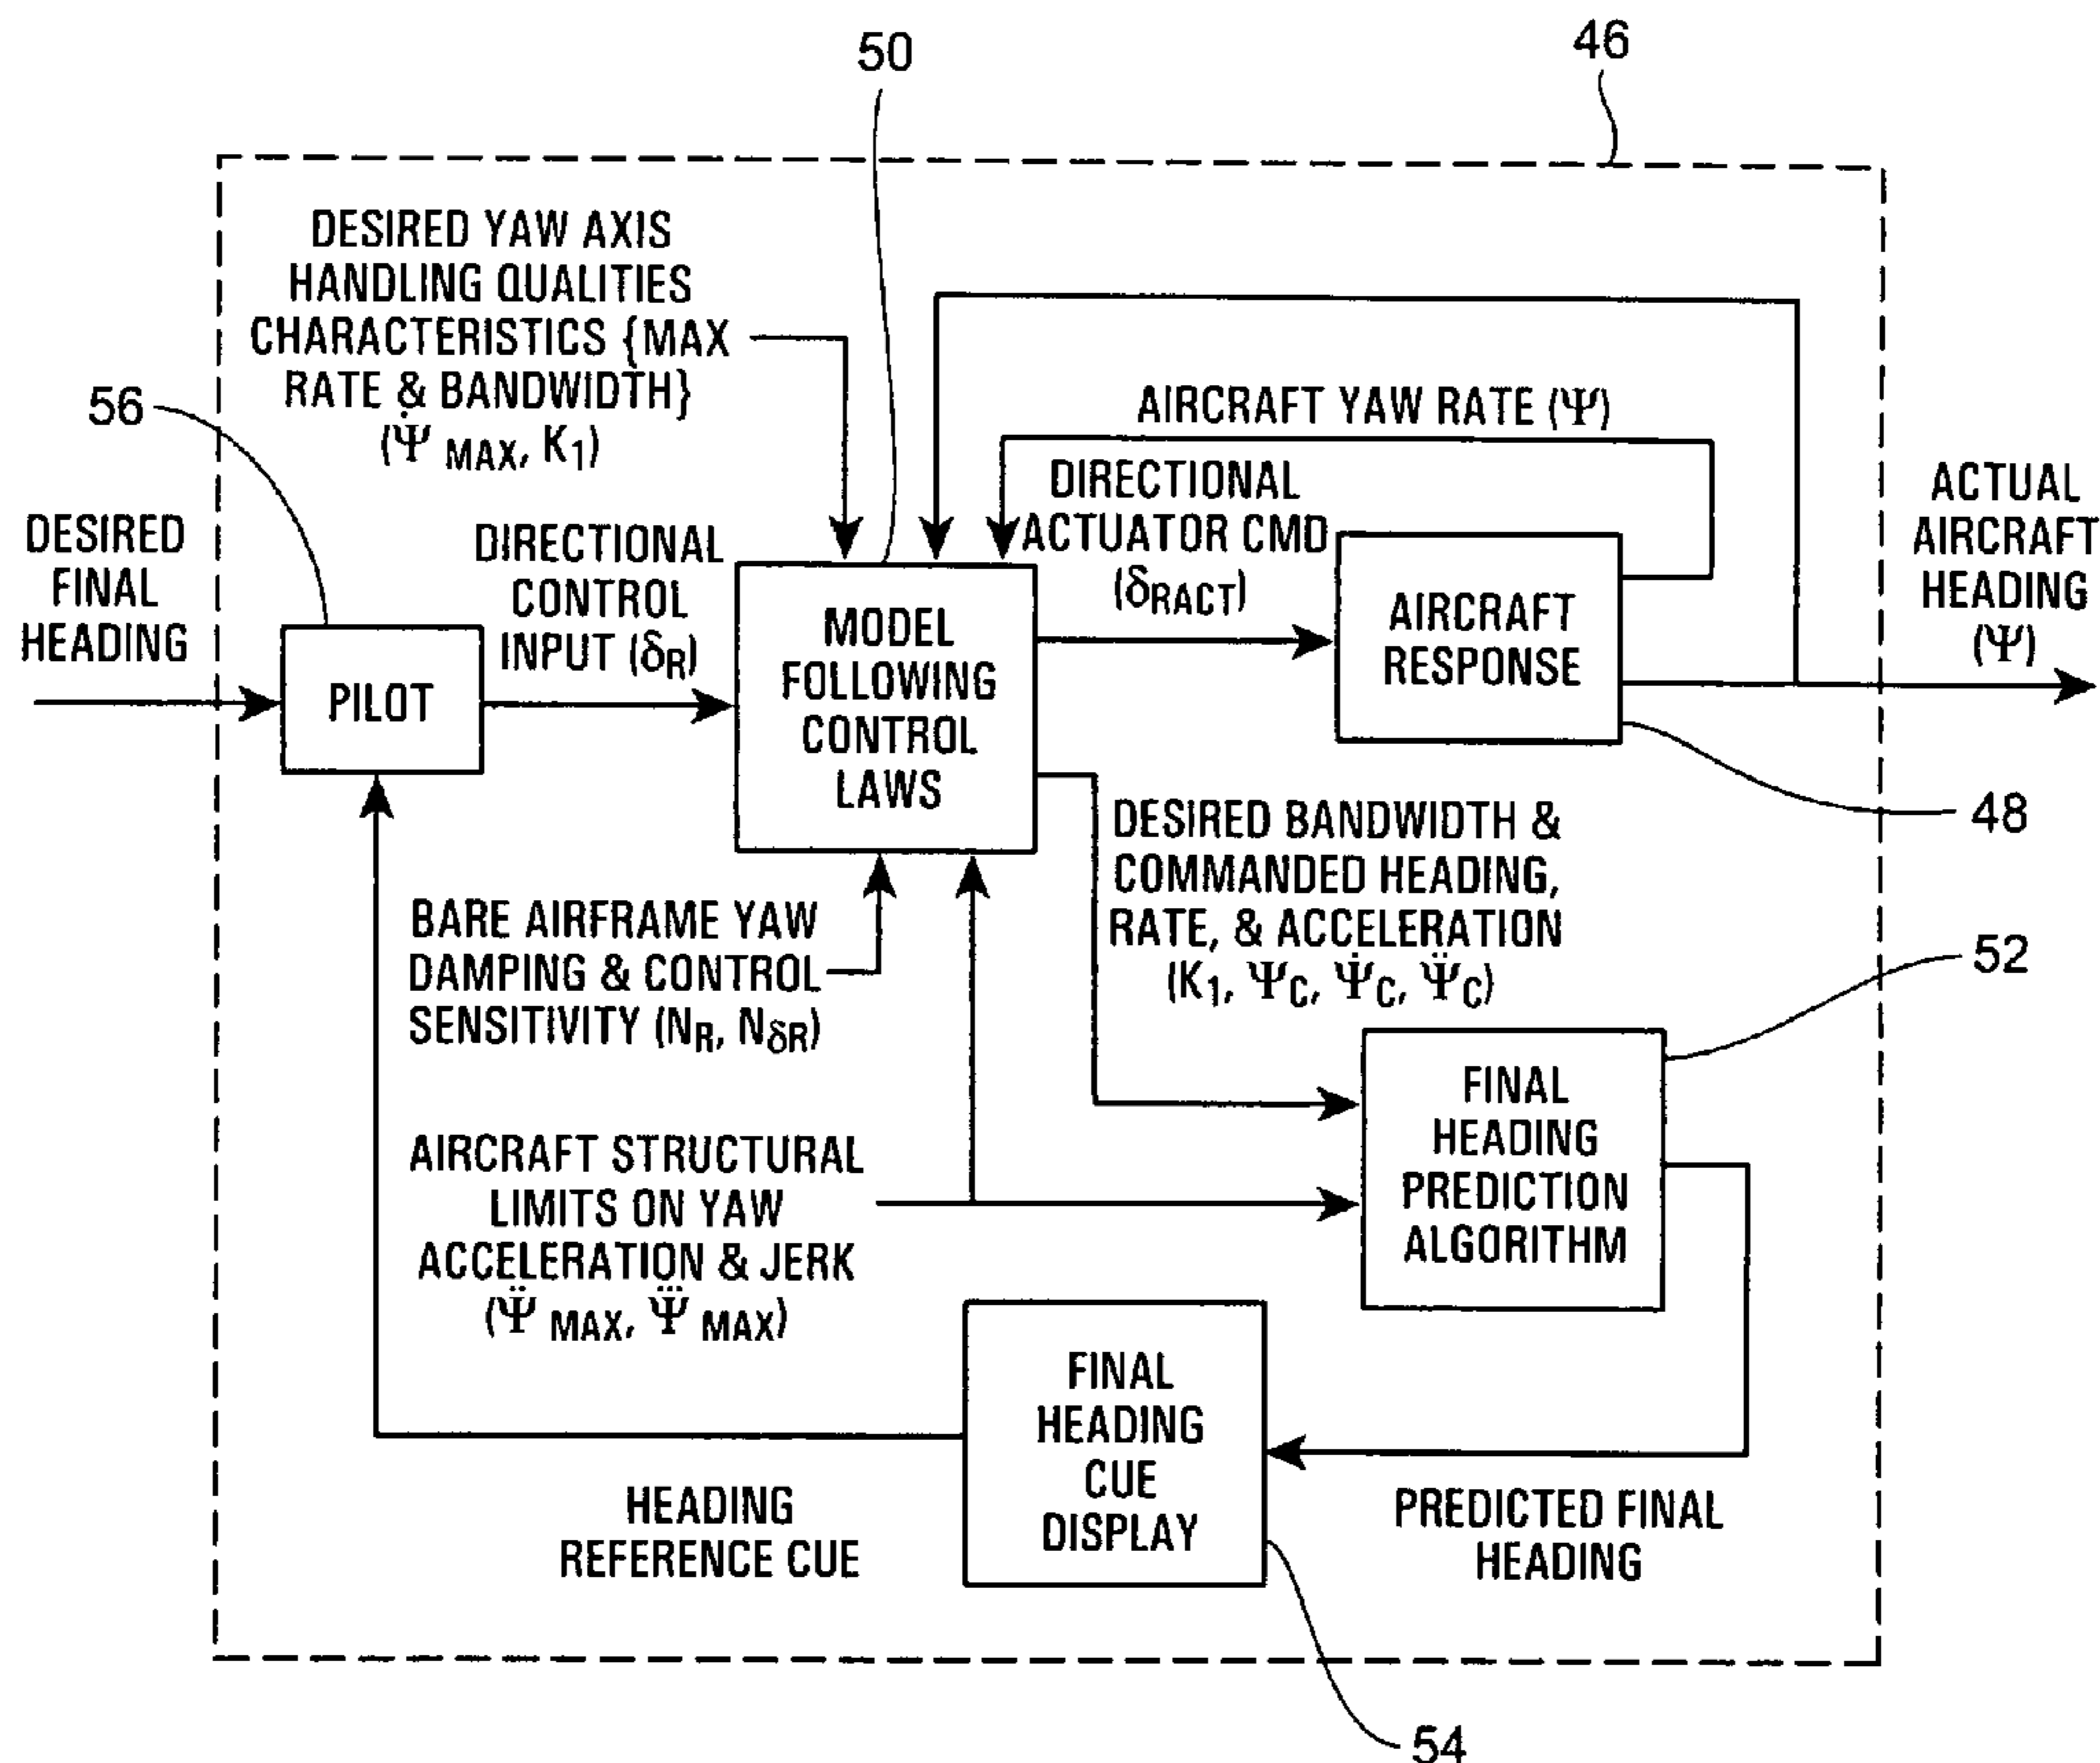 50
46
DESIRED YAW AXIS
HANDLING QUALITIES
CHARACTERISTICS {MAX
RATE & BANDWIDTH}
(Ψ̇ MAX, K₁)
56
AIRCRAFT YAW RATE (Ψ)
DESIRED
FINAL
HEADING
DIRECTIONAL
CONTROL
INPUT (δR)
DIRECTIONAL
ACTUATOR CMD
(δRACT)
ACTUAL
AIRCRAFT
HEADING
(Ψ)
PILOT
MODEL
FOLLOWING
CONTROL
LAWS
AIRCRAFT
RESPONSE
48
DESIRED BANDWIDTH &
COMMANDED HEADING,
RATE, & ACCELERATION
(K₁, ΨC, Ψ̇C, Ψ̈C)
BARE AIRFRAME YAW
DAMPING & CONTROL
SENSITIVITY (NR, NδR)
52
FINAL
HEADING
PREDICTION
ALGORITHM
AIRCRAFT STRUCTURAL
LIMITS ON YAW
ACCELERATION & JERK
(Ψ̈ MAX, Ψ⃛ MAX)
FINAL
HEADING
CUE
DISPLAY
HEADING
REFERENCE CUE
PREDICTED FINAL
HEADING
54